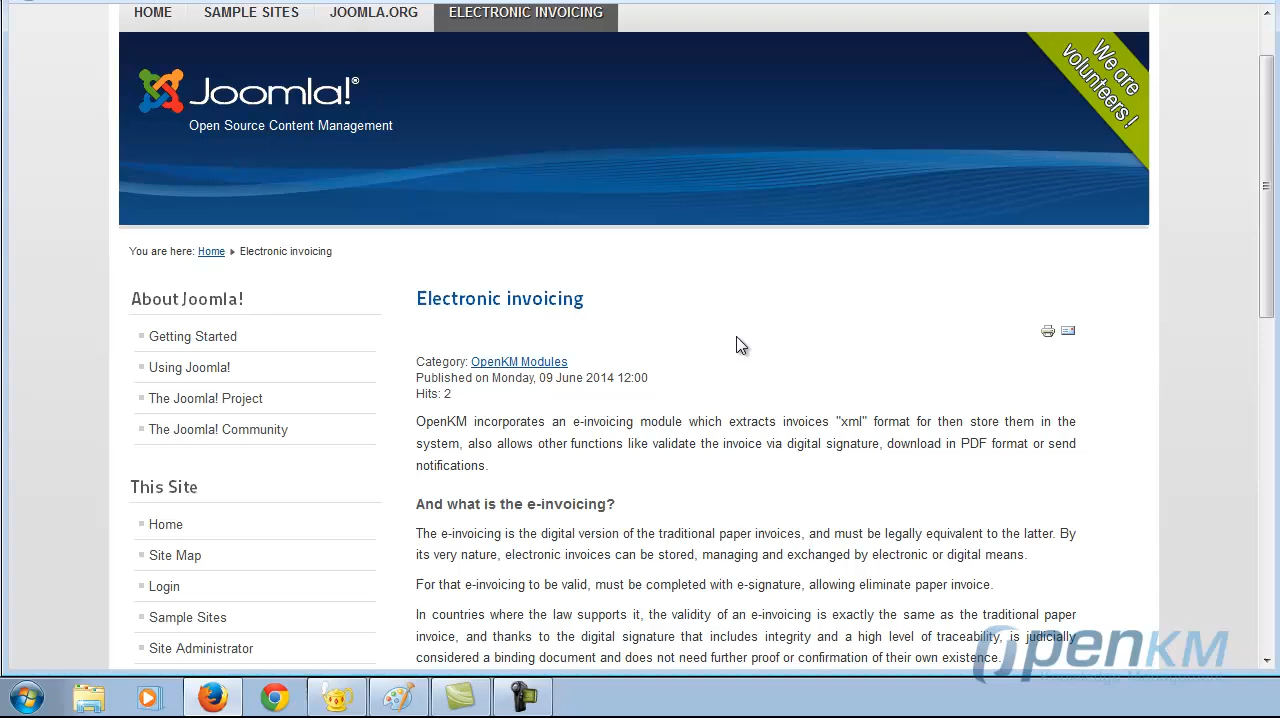 HOME SAMPLE SITES JOOMLA.ORG ELECTRONIC INVOICING
Joomla!®
Open Source Content Management
We are
volunteers !
You are here: Home Electronic invoicing
About Joomla!
Getting Started
Using Joomla!
The Joomla! Project
The Joomla! Community
This Site
Home
Site Map
Login
Sample Sites
Site Administrator
Electronic invoicing
Category: OpenKM Modules
Published on Monday, 09 June 2014 12:00
Hits: 2
OpenKM incorporates an e-invoicing module which extracts invoices "xml" format for then store them in the
system, also allows other functions like validate the invoice via digital signature, download in PDF format or send
notifications.
And what is the e-invoicing?
The e-invoicing is the digital version of the traditional paper invoices, and must be legally equivalent to the latter. By
its very nature, electronic invoices can be stored, managing and exchanged by electronic or digital means.
For that e-invoicing to be valid, must be completed with e-signature, allowing eliminate paper invoice.
In countries where the law supports it, the validity of an e-invoicing is exactly the same as the traditional paper
invoice, and thanks to the digital signature that includes integrity and a high level of traceability, is judicially
considered a binding document and does not need further proof or confirmation of their own existence.
OpenKM
Knowledge Management